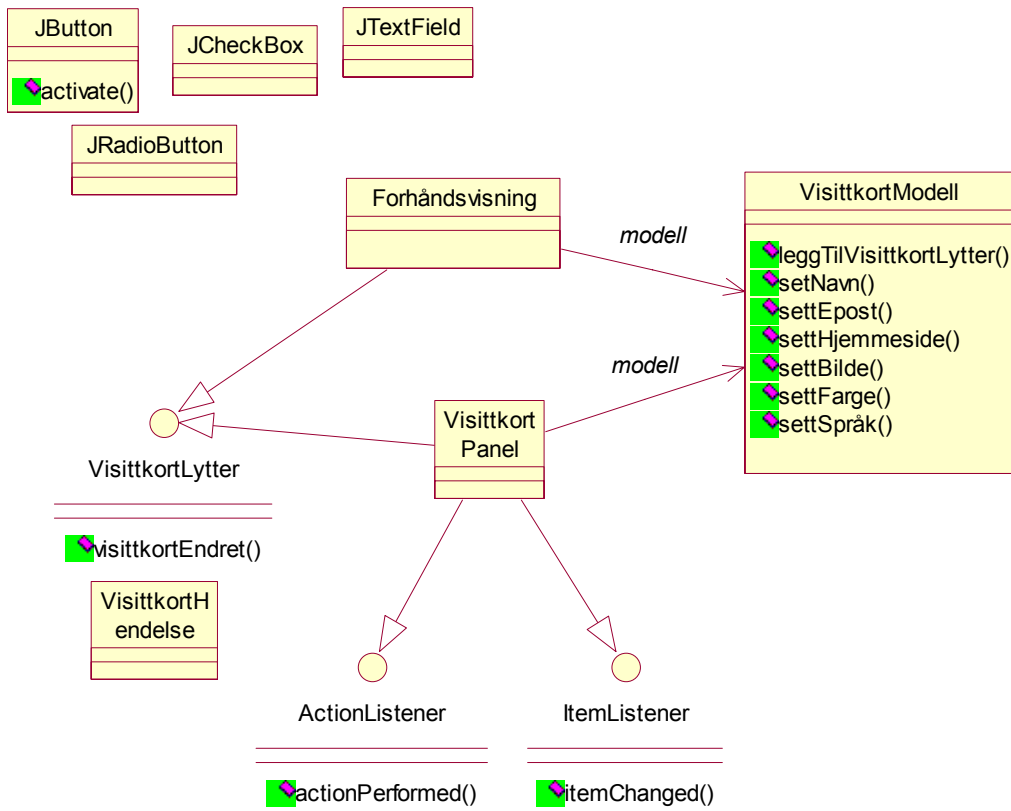 JButton
activate()
JCheckBox
JTextField
JRadioButton
Forhåndsvisning
modell
VisittkortModell
leggTilVisittkortLytter()
setNavn()
settEpost()
settHjemmeside()
settBilde()
settFarge()
settSpråk()
modell
Visittkort
Panel
VisittkortLytter
visittkortEndret()
VisittkortH
endelse
ActionListener
actionPerformed()
ItemListener
itemChanged()